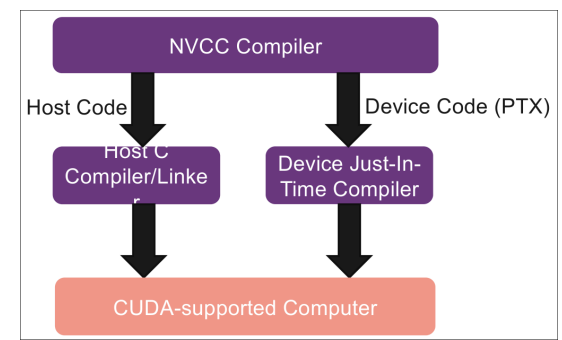 NVCC Compiler
Host Code
Device Code (PTX)
Host C
Compiler/Linke
r
Device Just-In-
Time Compiler
CUDA-supported Computer